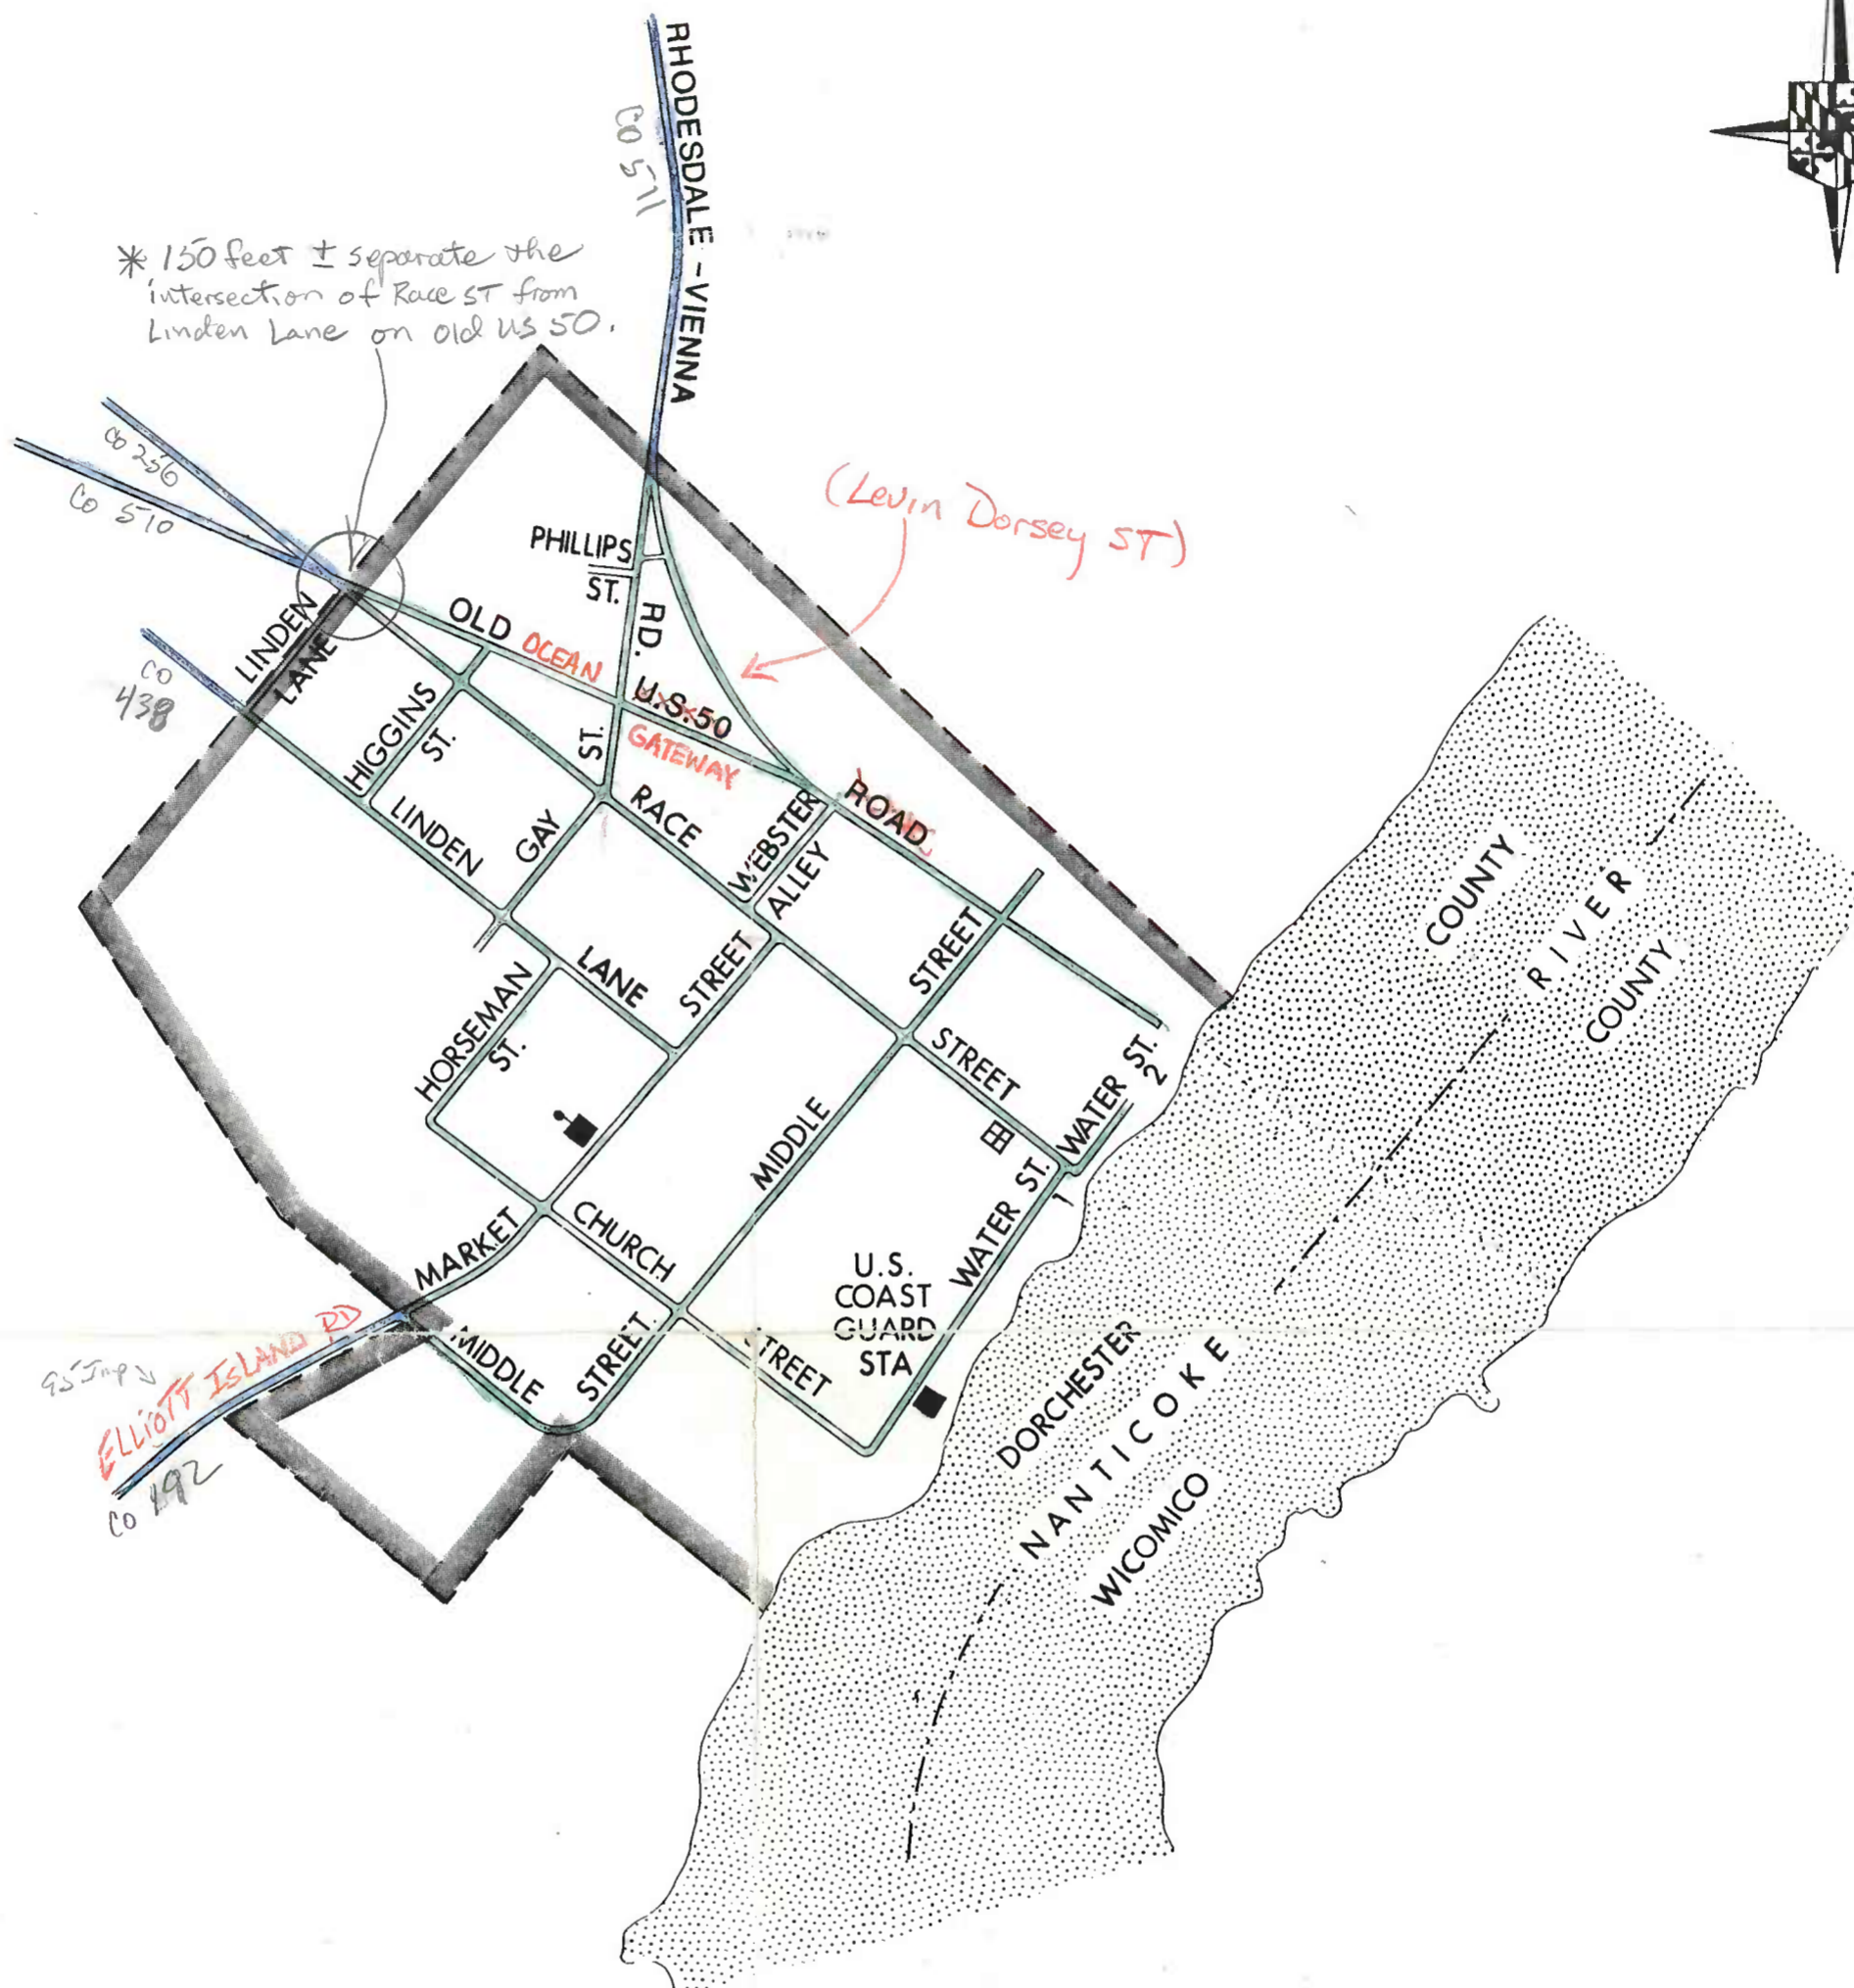 RHODESDALE - VIENNA
CO 511
* 150 feet ± separate the
intersection of Race ST from
Linden Lane on old US 50.
CO 256
CO 510
(Levin Dorsey ST)
PHILLIPS
ST.
RD.
LINDEN
LANE
OLD OCEAN
U.S. 50
GATEWAY
ROAD
CO
438
HIGGINS
ST.
ST.
LINDEN
GAY
RACE
WEBSTER
ALLEY
COUNTY
RIVER
COUNTY
LANE
STREET
STREET
HORSEMAN
ST.
STREET
WATER ST.
2
MIDDLE
WATER ST.
1
MARKET
CHURCH
U.S.
COAST
GUARD
STA
ELLIOTT ISLAND RD
MIDDLE
STREET
STREET
DORCHESTER
NANTICOKE
WICOMICO
CO 192